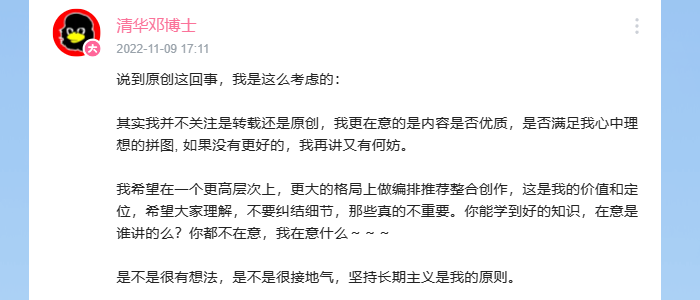 清华邓博士
大
2022-11-09 17:11
说到原创这回事，我是这么考虑的：
其实我并不关注是转载还是原创，我更在意的是内容是否优质，是否满足我心中理
想的拼图, 如果没有更好的，我再讲又有何妨。
我希望在一个更高层次上，更大的格局上做编排推荐整合创作，这是我的价值和定
位，希望大家理解，不要纠结细节，那些真的不重要。你能学到好的知识，在意是
谁讲的么？你都不在意，我在意什么～～～
是不是很有想法，是不是很接地气，坚持长期主义是我的原则。